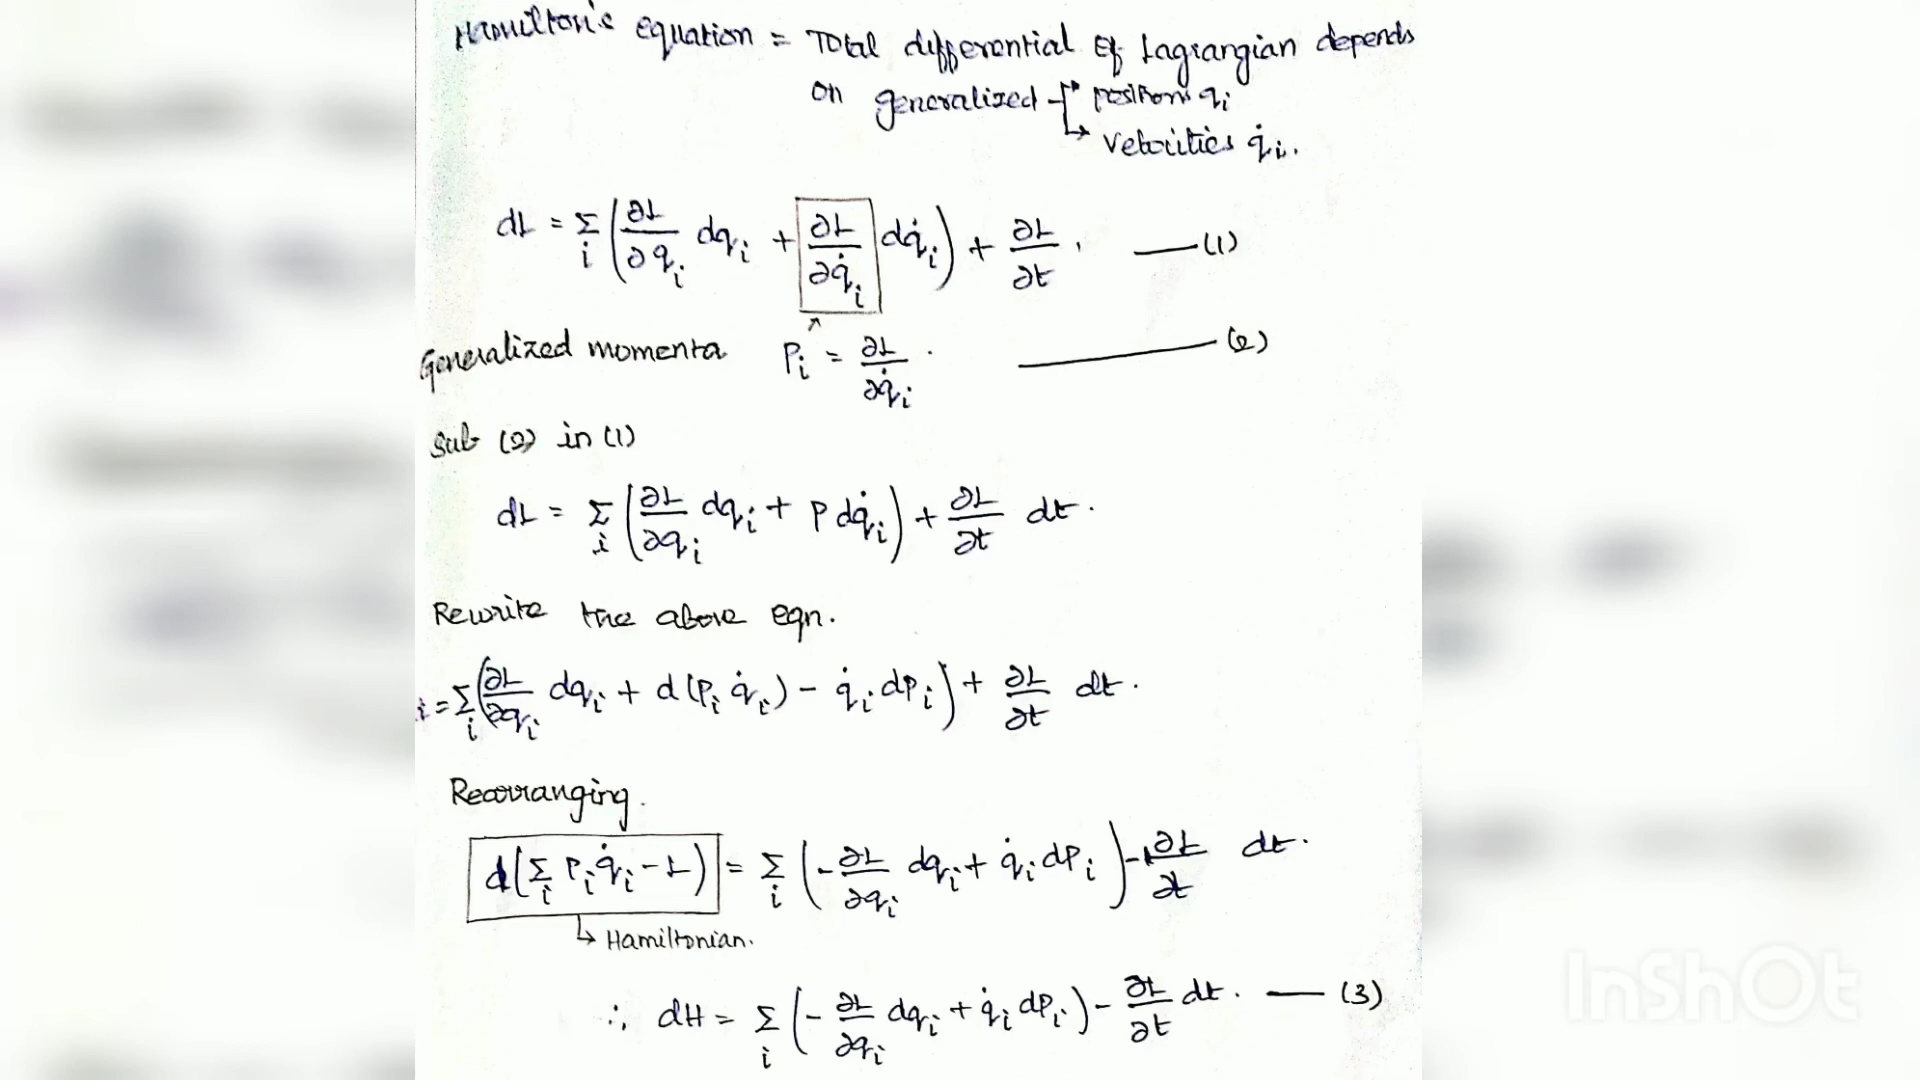 Hamilton's equation = Total differential of Lagrangian depends
on generalized → positions qᵢ
→ velocities q̇ᵢ.
dL = Σᵢ (∂L/∂qᵢ dqᵢ + ∂L/∂q̇ᵢ dq̇ᵢ) + ∂L/∂t. —(1)
Generalized momenta Pᵢ = ∂L/∂q̇ᵢ. —(2)
Sub (2) in (1)
dL = Σᵢ (∂L/∂qᵢ dqᵢ + P dq̇ᵢ) + ∂L/∂t dt.
Rewrite the above eqn.
= Σᵢ (∂L/∂qᵢ dqᵢ + d(Pᵢ q̇ᵢ) - q̇ᵢ dPᵢ) + ∂L/∂t dt.
Rearranging.
d(Σᵢ Pᵢ q̇ᵢ - L) = Σᵢ (-∂L/∂qᵢ dqᵢ + q̇ᵢ dPᵢ) - ∂L/∂t dt.
↳ Hamiltonian.
∴ dH = Σᵢ (-∂L/∂qᵢ dqᵢ + q̇ᵢ dPᵢ) - ∂L/∂t dt. —(3)
InShOt